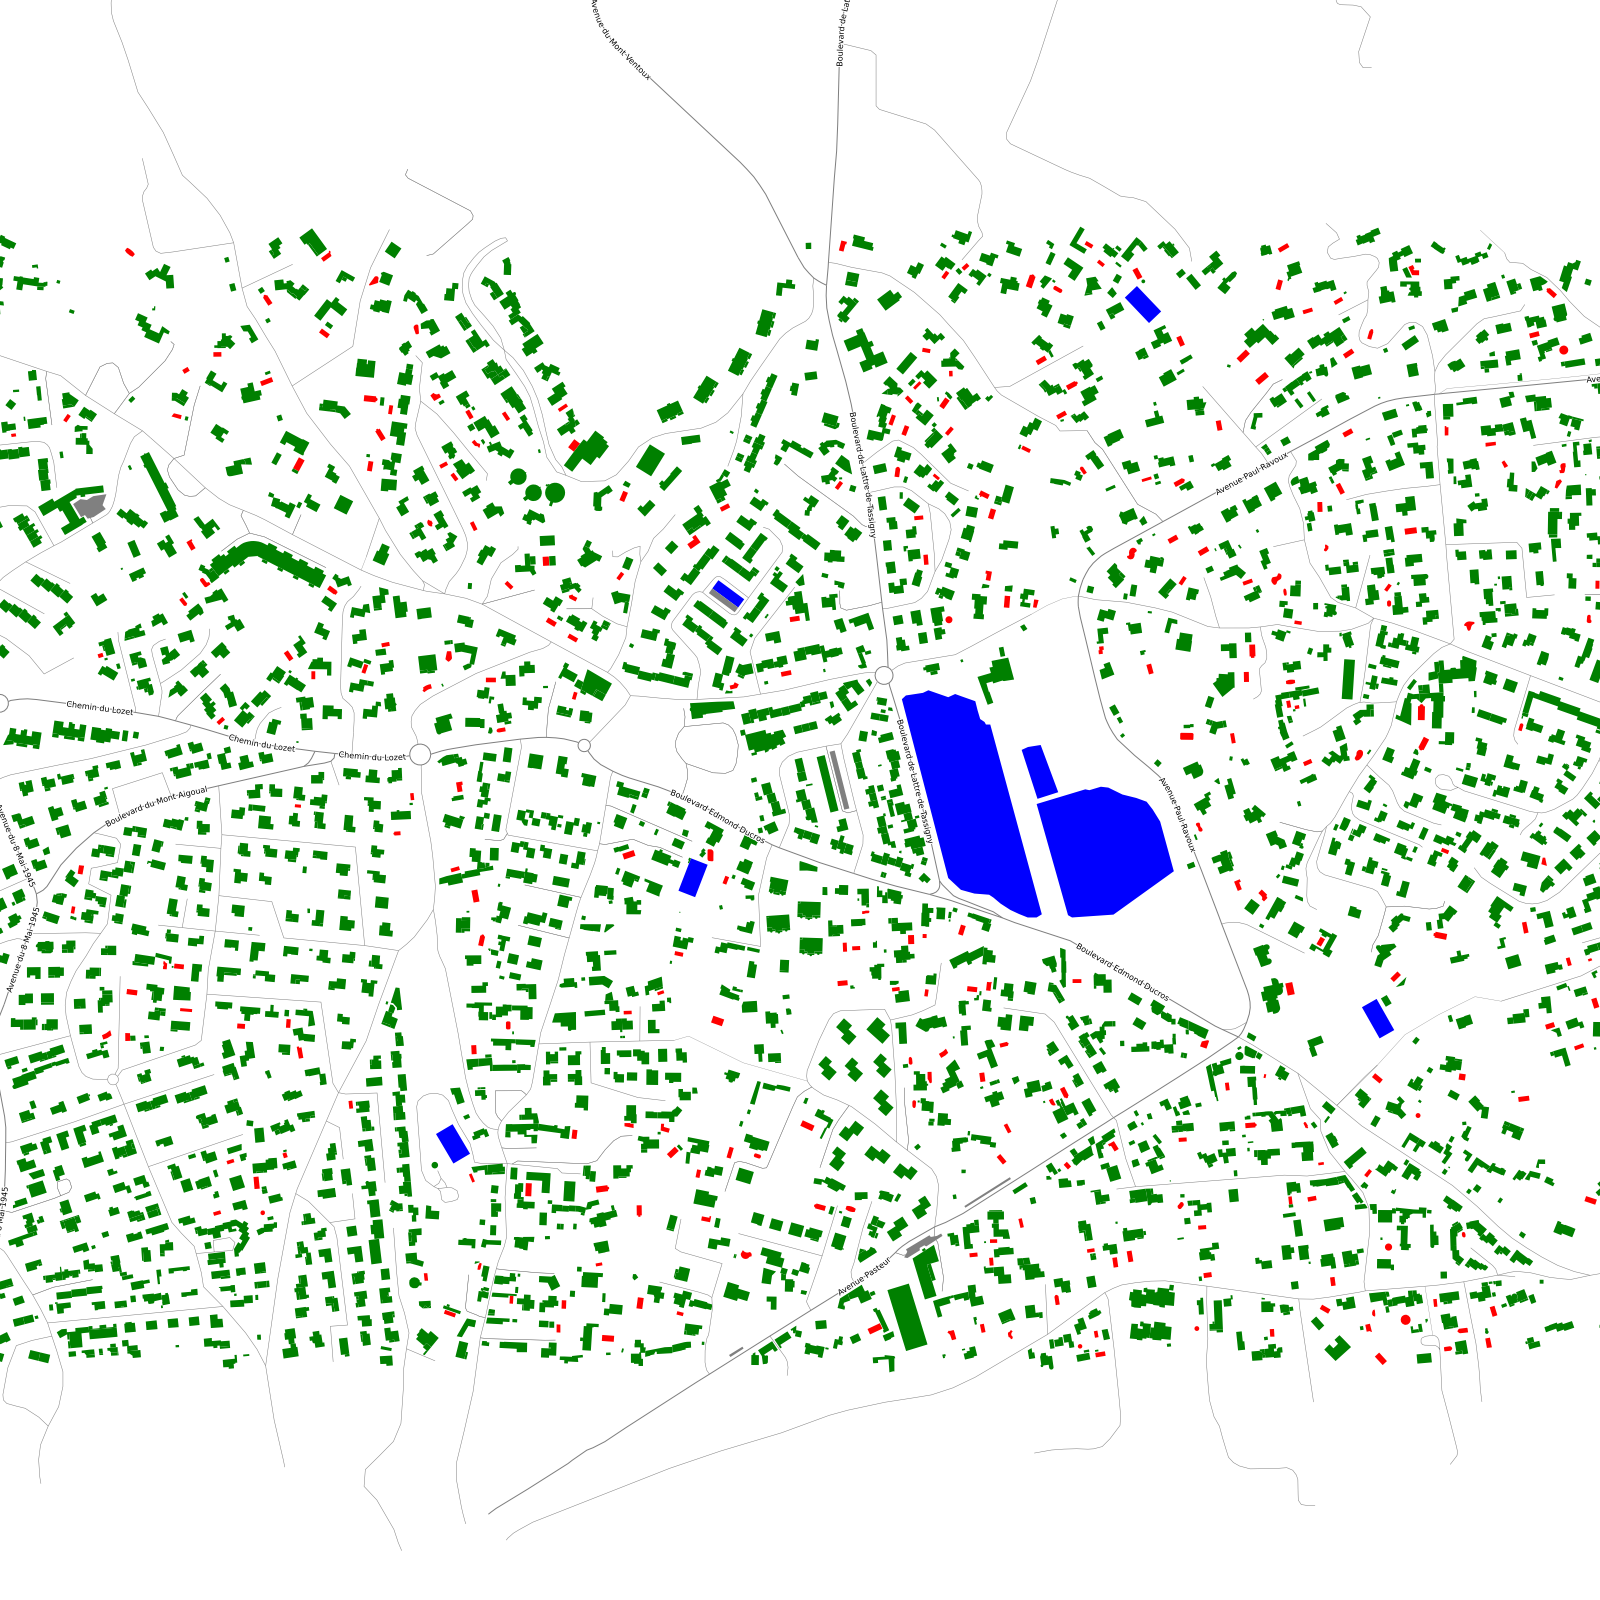 Avenue du Mont Ventoux
Boulevard de Lat
Ave
Boulevard de Lattre de Tassigny
Avenue Paul Ravoux
Chemin du Lozet
Chemin du Lozet
Chemin du Lozet
Boulevard du Mont Aigoual
Boulevard Edmond Ducros
Boulevard de Lattre de Tassigny
Avenue Paul Ravoux
Avenue du 8 Mai 1945
Avenue du 8 Mai 1945
Boulevard Edmond Ducros
8 Mai 1945
Avenue Pasteur